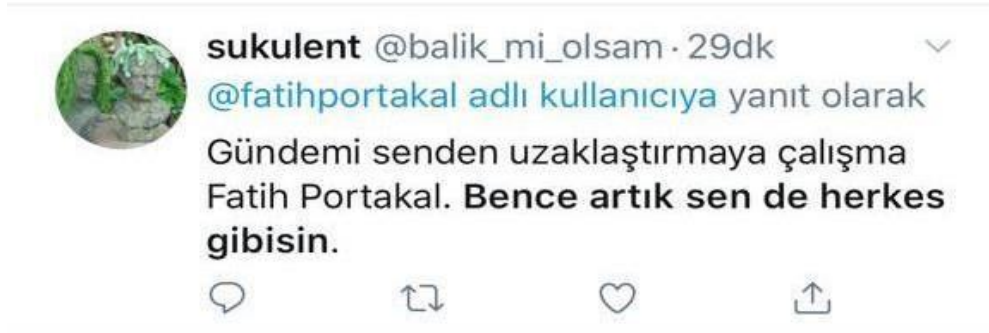 sukulent @balik_mi_olsam · 29dk
@fatihportakal adlı kullanıcıya yanıt olarak
Gündemi senden uzaklaştırmaya çalışma
Fatih Portakal. Bence artık sen de herkes
gibisin.